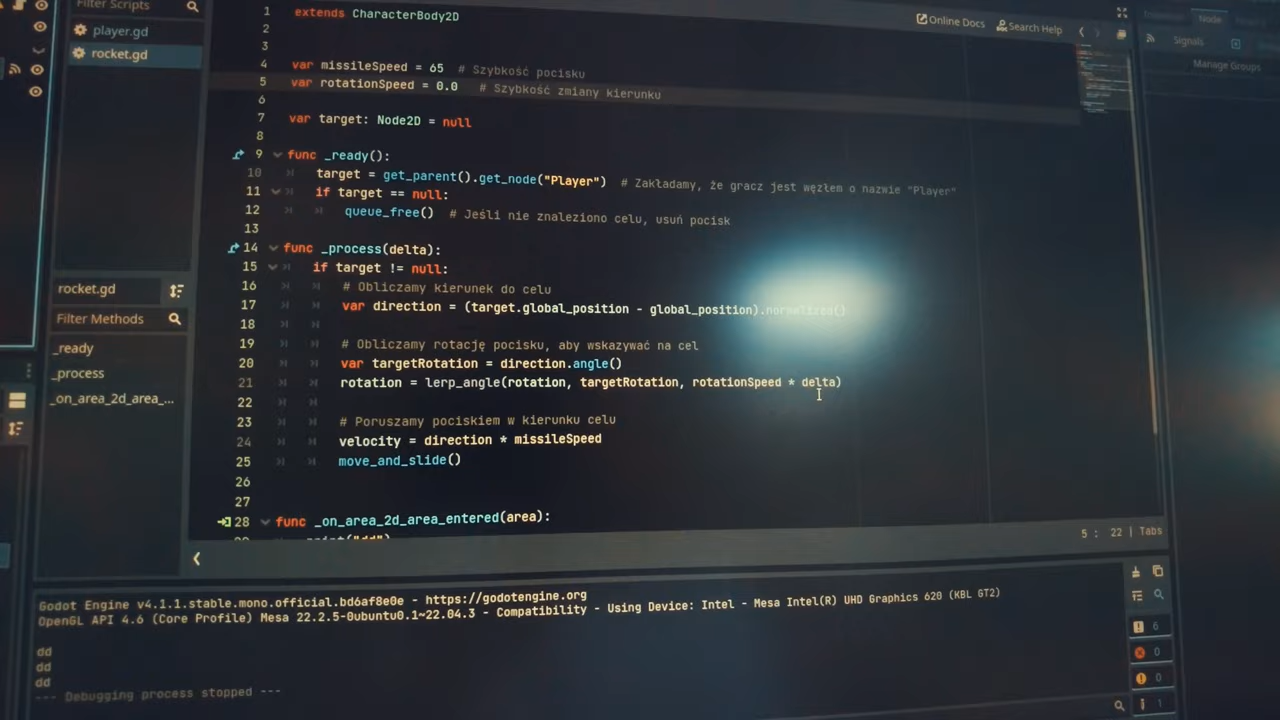 Filter Scripts
player.gd
rocket.gd
rocket.gd
Filter Methods
_ready
_process
_on_area_2d_area_...
Online Docs
Search Help
1 extends CharacterBody2D
2
3
4 var missileSpeed = 65 # Szybkość pocisku
5 var rotationSpeed = 0.0 # Szybkość zmiany kierunku
6
7 var target: Node2D = null
8
9 func _ready():
10 target = get_parent().get_node("Player") # Zakładamy, że gracz jest węzłem o nazwie "Player"
11 if target == null:
12 queue_free() # Jeśli nie znaleziono celu, usuń pocisk
13
14 func _process(delta):
15 if target != null:
16 # Obliczamy kierunek do celu
17 var direction = (target.global_position - global_position).normalized()
18
19 # Obliczamy rotację pocisku, aby wskazywać na cel
20 var targetRotation = direction.angle()
21 rotation = lerp_angle(rotation, targetRotation, rotationSpeed * delta)
22
23 # Poruszamy pociskiem w kierunku celu
24 velocity = direction * missileSpeed
25 move_and_slide()
26
27
28 func _on_area_2d_area_entered(area):
29 print("dd")
5 : 22 | Tabs
Node
Signals
Manage Groups
Godot Engine v4.1.1.stable.mono.official.bd6af8e0e - https://godotengine.org
OpenGL API 4.6 (Core Profile) Mesa 22.2.5-0ubuntu0.1~22.04.3 - Compatibility - Using Device: Intel - Mesa Intel(R) UHD Graphics 620 (KBL GT2)
dd
dd
dd
--- Debugging process stopped ---
6
0
0
1